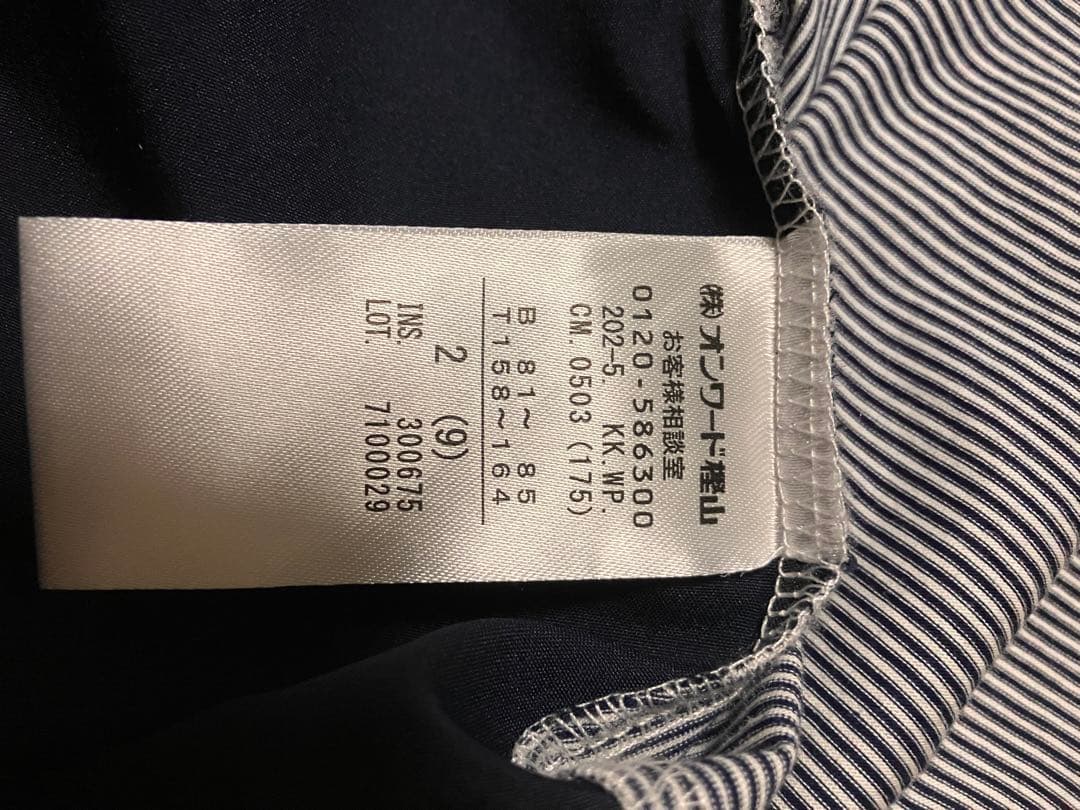 ㈱オンワード樫山
お客様相談室
0120-586300
202-5. KK.WP.
CM.0503(175)
B 81～ 85
T158～164
2 (9)
INS. 300675
LOT. 7100029